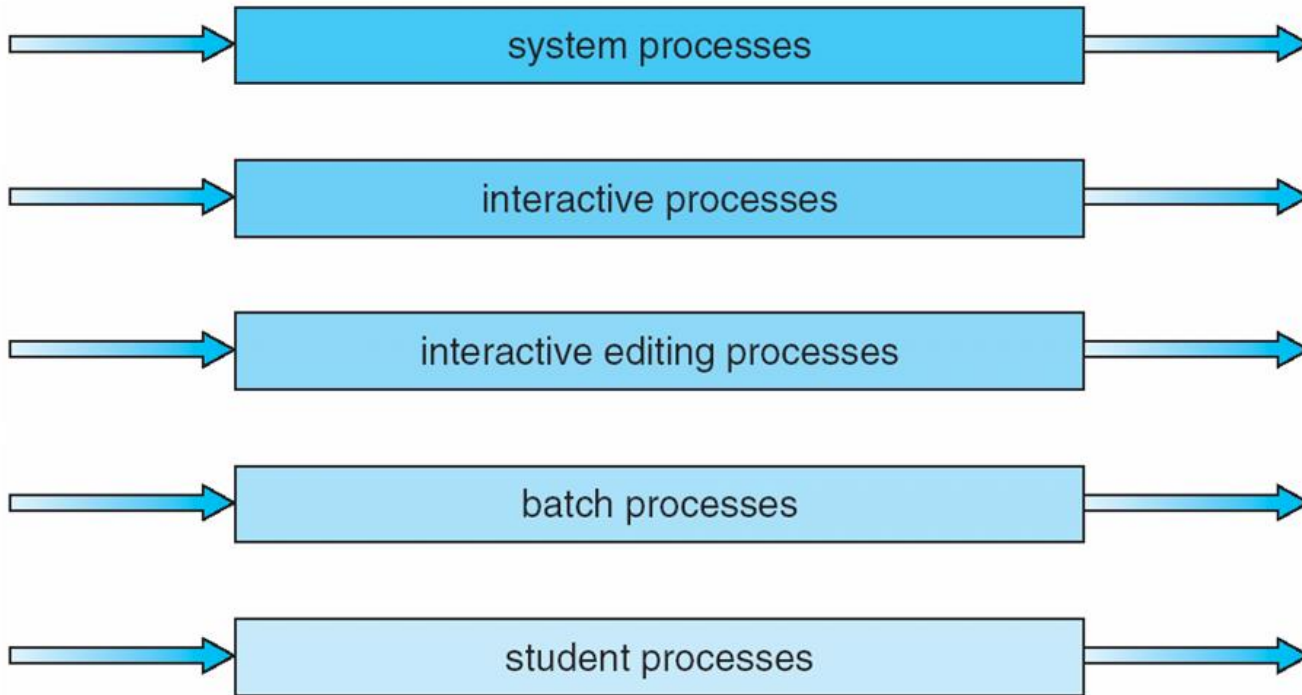 system processes
interactive processes
interactive editing processes
batch processes
student processes